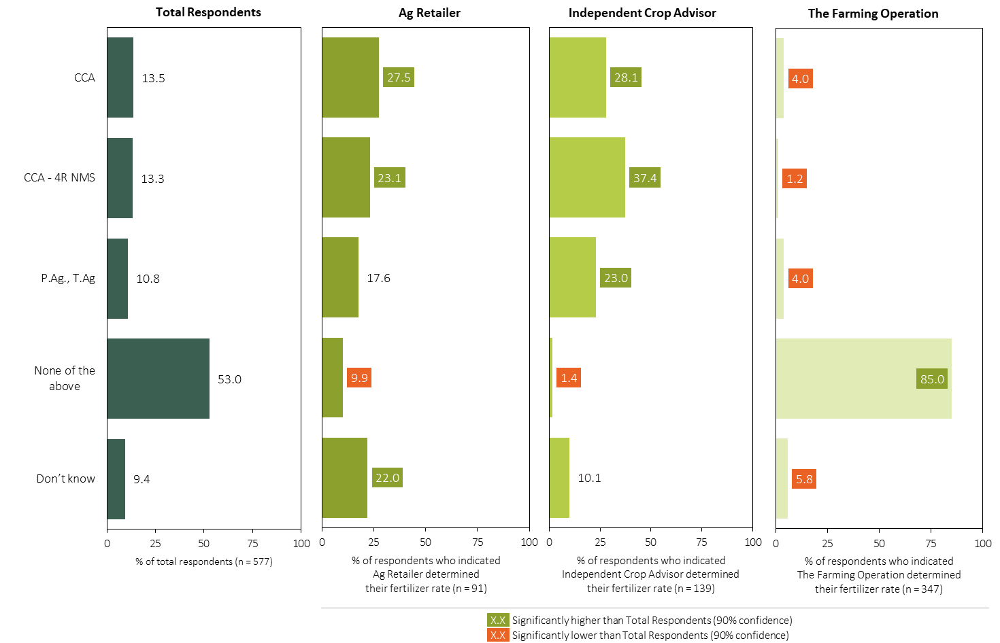 Total Respondents
Ag Retailer
Independent Crop Advisor
The Farming Operation
CCA
13.5
27.5
28.1
4.0
CCA - 4R NMS
13.3
23.1
37.4
1.2
P.Ag., T.Ag
10.8
17.6
23.0
4.0
None of the
above
53.0
9.9
1.4
85.0
Don’t know
9.4
22.0
10.1
5.8
0 25 50 75 100
0 25 50 75 100
0 25 50 75 100
0 25 50 75 100
% of total respondents (n = 577)
% of respondents who indicated
Ag Retailer determined
their fertilizer rate (n = 91)
% of respondents who indicated
Independent Crop Advisor determined
their fertilizer rate (n = 139)
% of respondents who indicated
The Farming Operation determined
their fertilizer rate (n = 347)
X.X Significantly higher than Total Respondents (90% confidence)
X.X Significantly lower than Total Respondents (90% confidence)